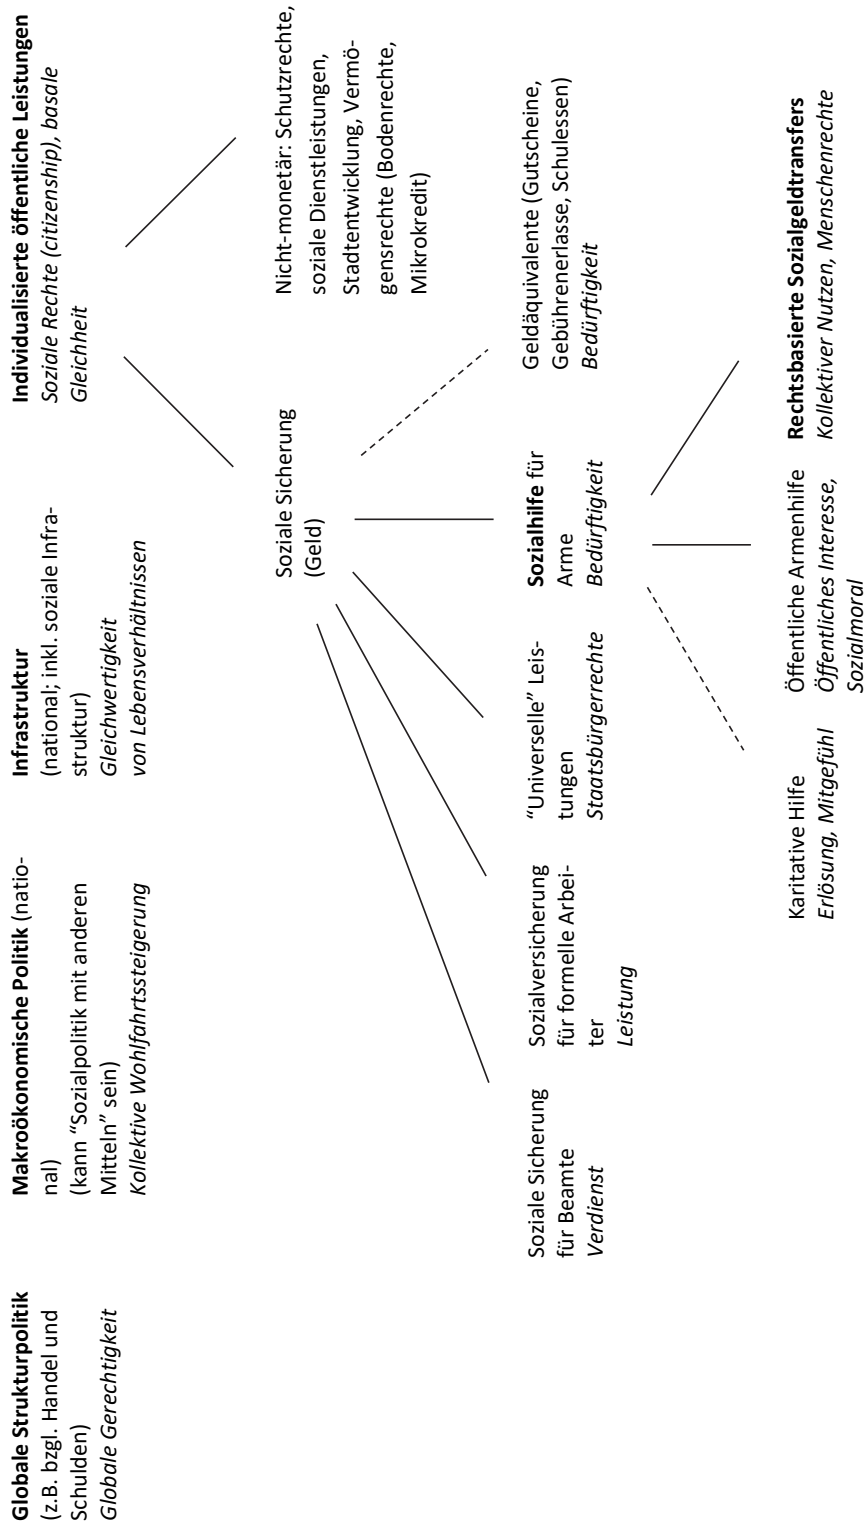 Globale Strukturpolitik
(z.B. bzgl. Handel und
Schulden)
Globale Gerechtigkeit
Makroökonomische Politik (natio-
nal)
(kann “Sozialpolitik mit anderen
Mitteln” sein)
Kollektive Wohlfahrtssteigerung
Infrastruktur
(national; inkl. soziale Infra-
struktur)
Gleichwertigkeit
von Lebensverhältnissen
Individualisierte öffentliche Leistungen
Soziale Rechte (citizenship), basale
Gleichheit
Soziale Sicherung
(Geld)
Nicht-monetär: Schutzrechte,
soziale Dienstleistungen,
Stadtentwicklung, Vermö-
gensrechte (Bodenrechte,
Mikrokredit)
Soziale Sicherung
für Beamte
Verdienst
Sozialversicherung
für formelle Arbei-
ter
Leistung
“Universelle” Leis-
tungen
Staatsbürgerrechte
Sozialhilfe für
Arme
Bedürftigkeit
Geldäquivalente (Gutscheine,
Gebührenerlasse, Schulessen)
Bedürftigkeit
Karitative Hilfe
Erlösung, Mitgefühl
Öffentliche Armenhilfe
Öffentliches Interesse,
Sozialmoral
Rechtsbasierte Sozialgeldtransfers
Kollektiver Nutzen, Menschenrechte